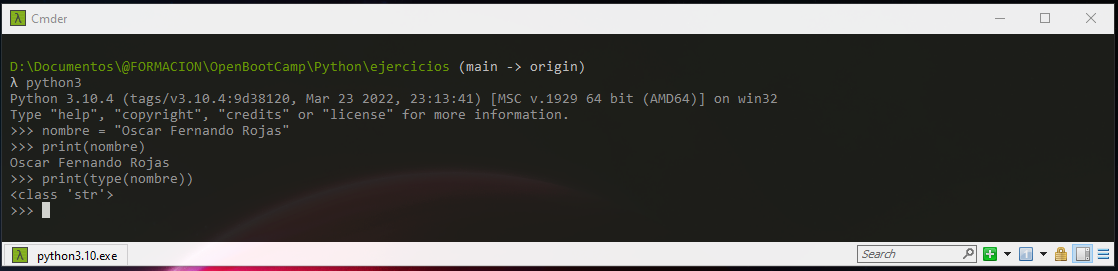 Cmder
D:\Documentos\@FORMACION\OpenBootCamp\Python\ejercicios (main -> origin)
λ python3
Python 3.10.4 (tags/v3.10.4:9d38120, Mar 23 2022, 23:13:41) [MSC v.1929 64 bit (AMD64)] on win32
Type "help", "copyright", "credits" or "license" for more information.
>>> nombre = "Oscar Fernando Rojas"
>>> print(nombre)
Oscar Fernando Rojas
>>> print(type(nombre))
<class 'str'>
>>>
python3.10.exe
Search